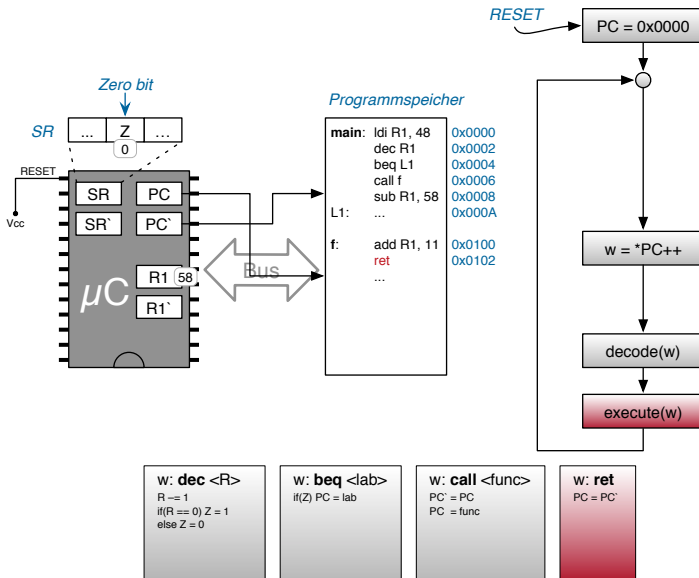 RESET
PC = 0x0000
Zero bit
Programmspeicher
SR
... Z ...
0
main: ldi R1, 48 0x0000
dec R1 0x0002
beq L1 0x0004
call f 0x0006
sub R1, 58 0x0008
L1: ... 0x000A
f: add R1, 11 0x0100
ret 0x0102
...
RESET
Vcc
SR PC
SR` PC`
R1 58
R1`
µC
Bus
w = *PC++
decode(w)
execute(w)
w: dec <R>
R −= 1
if(R == 0) Z = 1
else Z = 0
w: beq <lab>
if(Z) PC = lab
w: call <func>
PC` = PC
PC = func
w: ret
PC = PC`